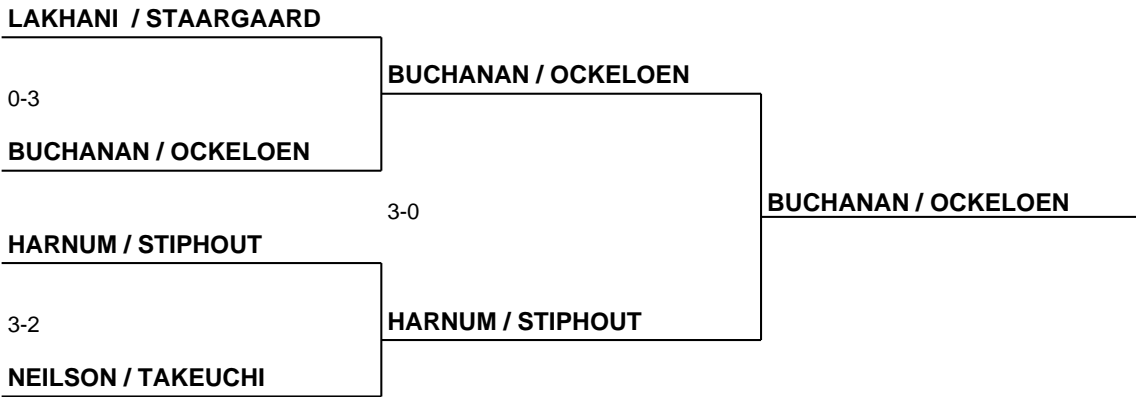 LAKHANI / STAARGAARD
BUCHANAN / OCKELOEN
0-3
BUCHANAN / OCKELOEN
3-0
BUCHANAN / OCKELOEN
HARNUM / STIPHOUT
3-2
HARNUM / STIPHOUT
NEILSON / TAKEUCHI